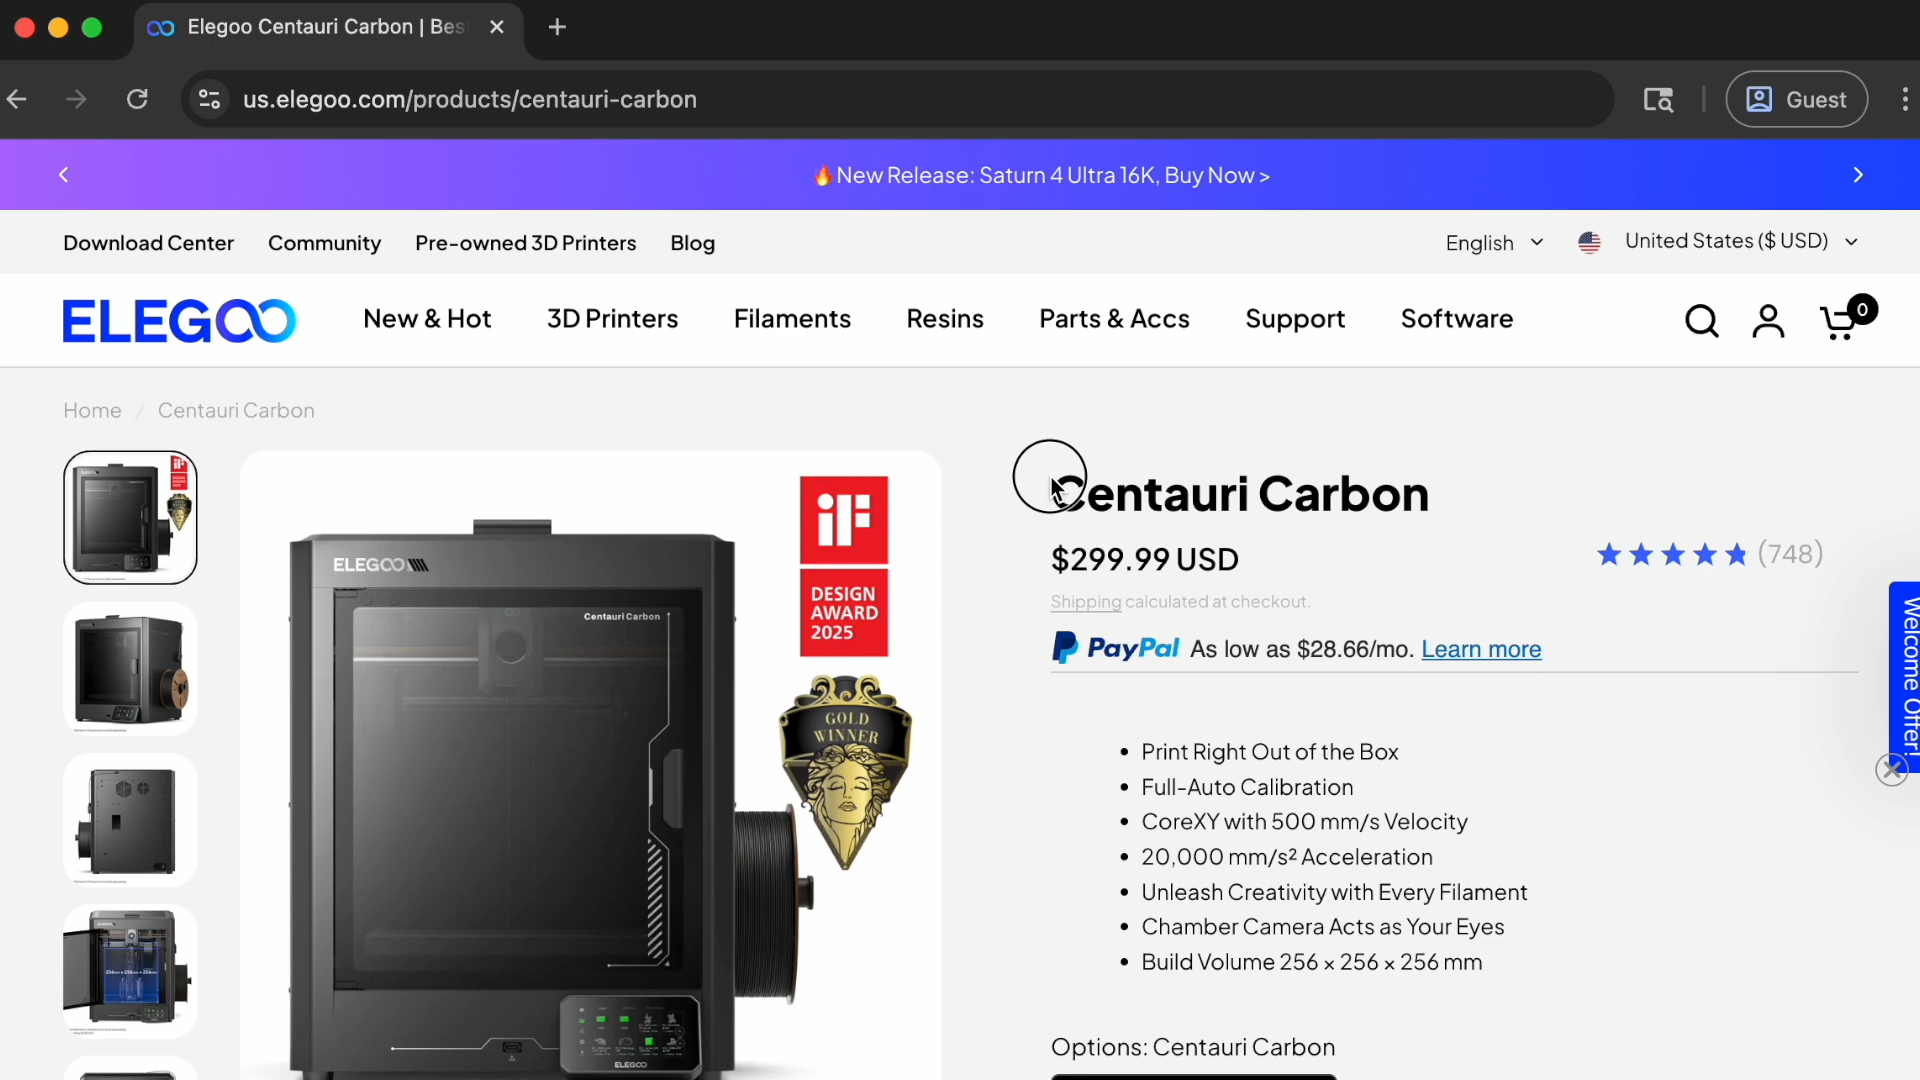 Elegoo Centauri Carbon | Bes
us.elegoo.com/products/centauri-carbon
Guest
🔥New Release: Saturn 4 Ultra 16K, Buy Now >
Download Center
Community
Pre-owned 3D Printers
Blog
English
United States ($ USD)
ELEGOO
New & Hot
3D Printers
Filaments
Resins
Parts & Accs
Support
Software
0
Home / Centauri Carbon
ELEGOO
Centauri Carbon
iF
DESIGN
AWARD
2025
GOLD
WINNER
ELEGOO
Centauri Carbon
$299.99 USD
(748)
Shipping calculated at checkout.
PayPal As low as $28.66/mo. Learn more
• Print Right Out of the Box
• Full-Auto Calibration
• CoreXY with 500 mm/s Velocity
• 20,000 mm/s² Acceleration
• Unleash Creativity with Every Filament
• Chamber Camera Acts as Your Eyes
• Build Volume 256 × 256 × 256 mm
Options: Centauri Carbon
Welcome Offer!